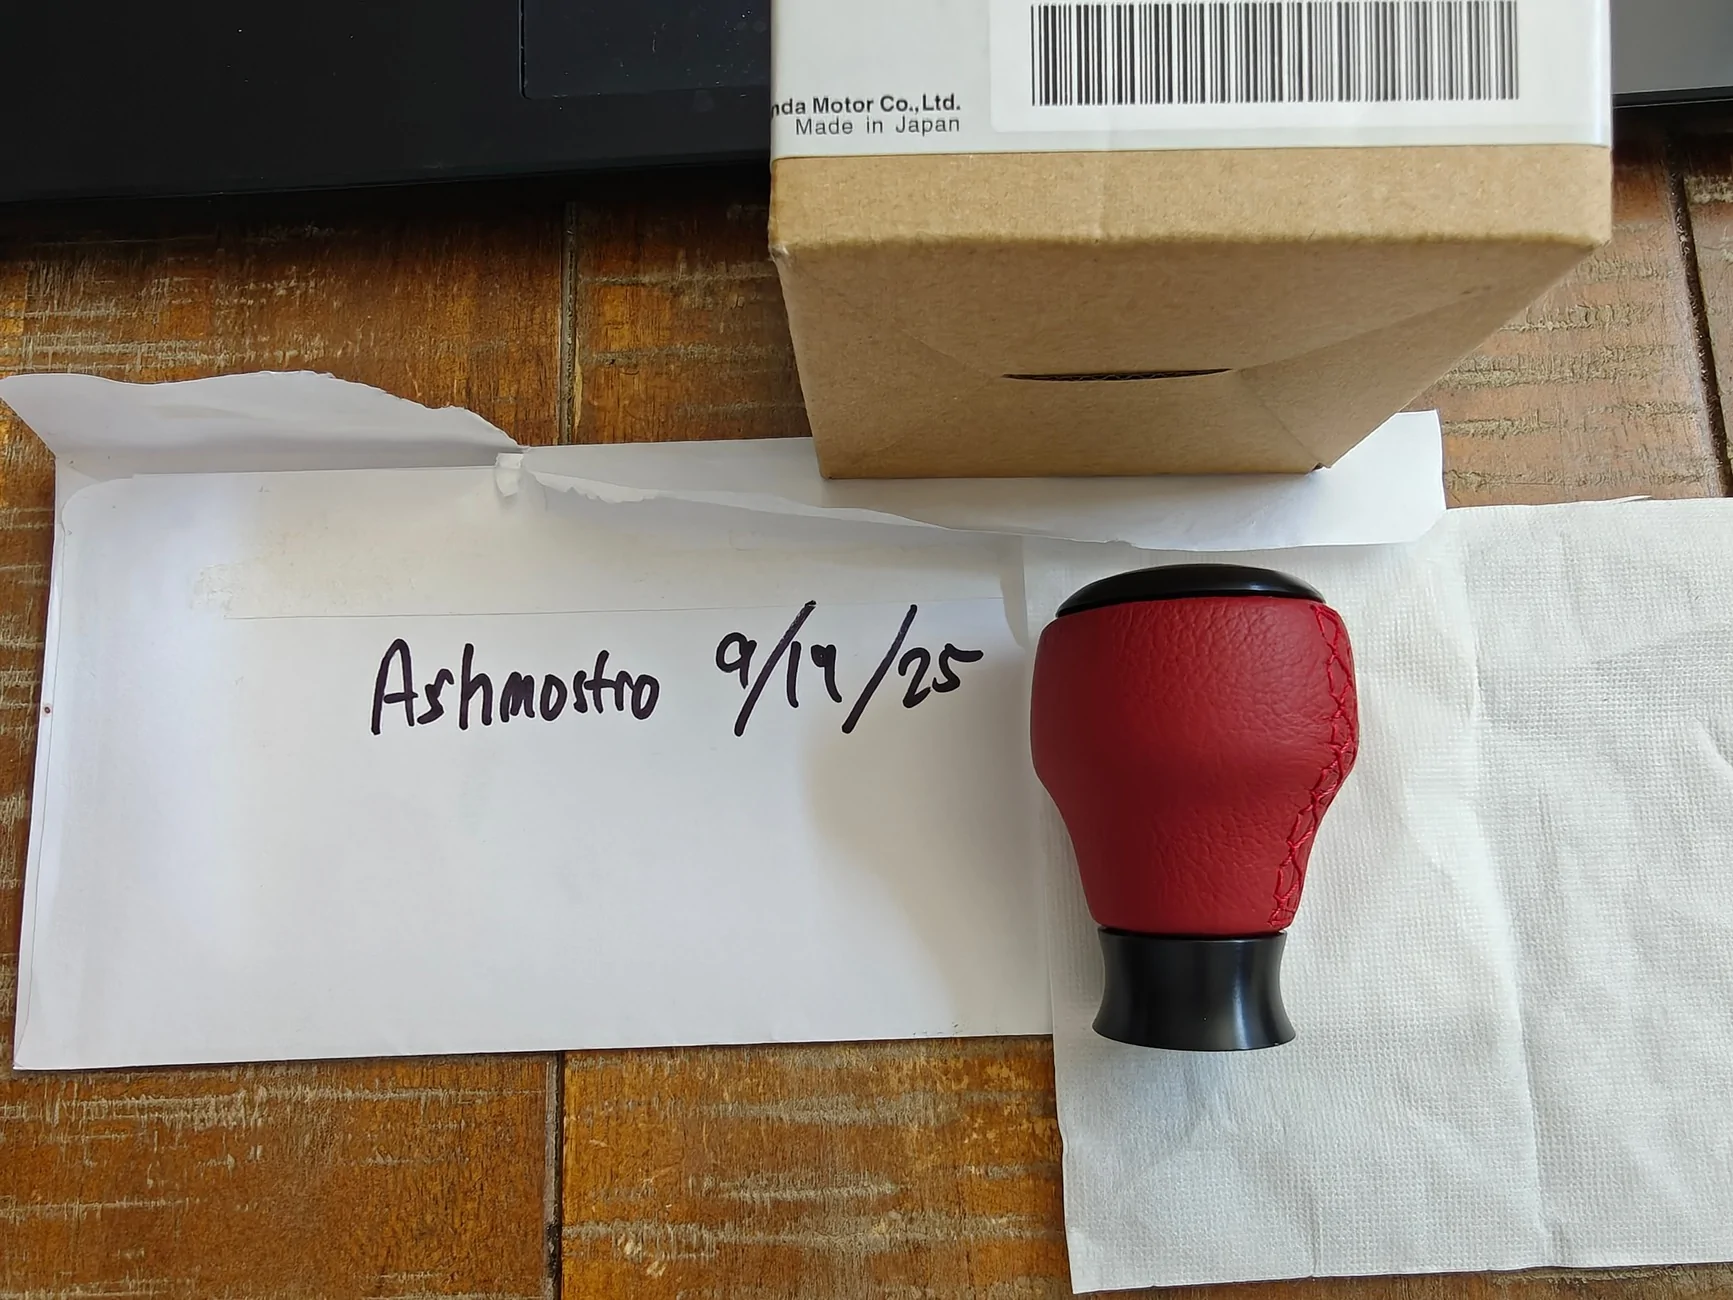 nda Motor Co.,Ltd.
Made in Japan
Ashmostro 9/19/25